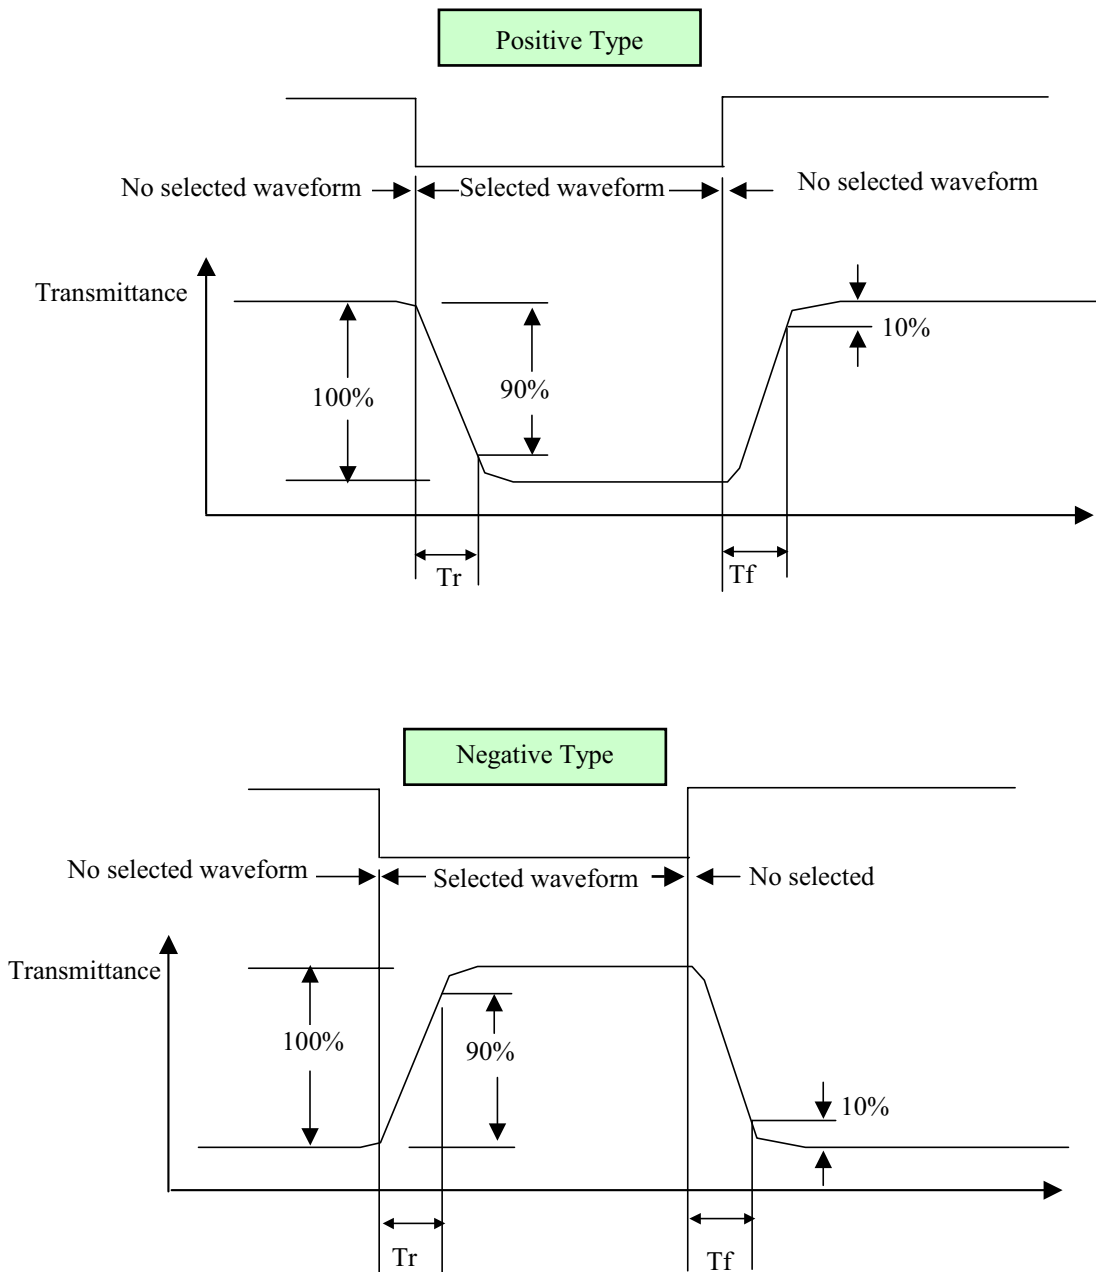 Positive Type
No selected waveform
Selected waveform
No selected waveform
Transmittance
100%
90%
10%
Tr
Tf
Negative Type
No selected waveform
Selected waveform
No selected
Transmittance
100%
90%
10%
Tr
Tf